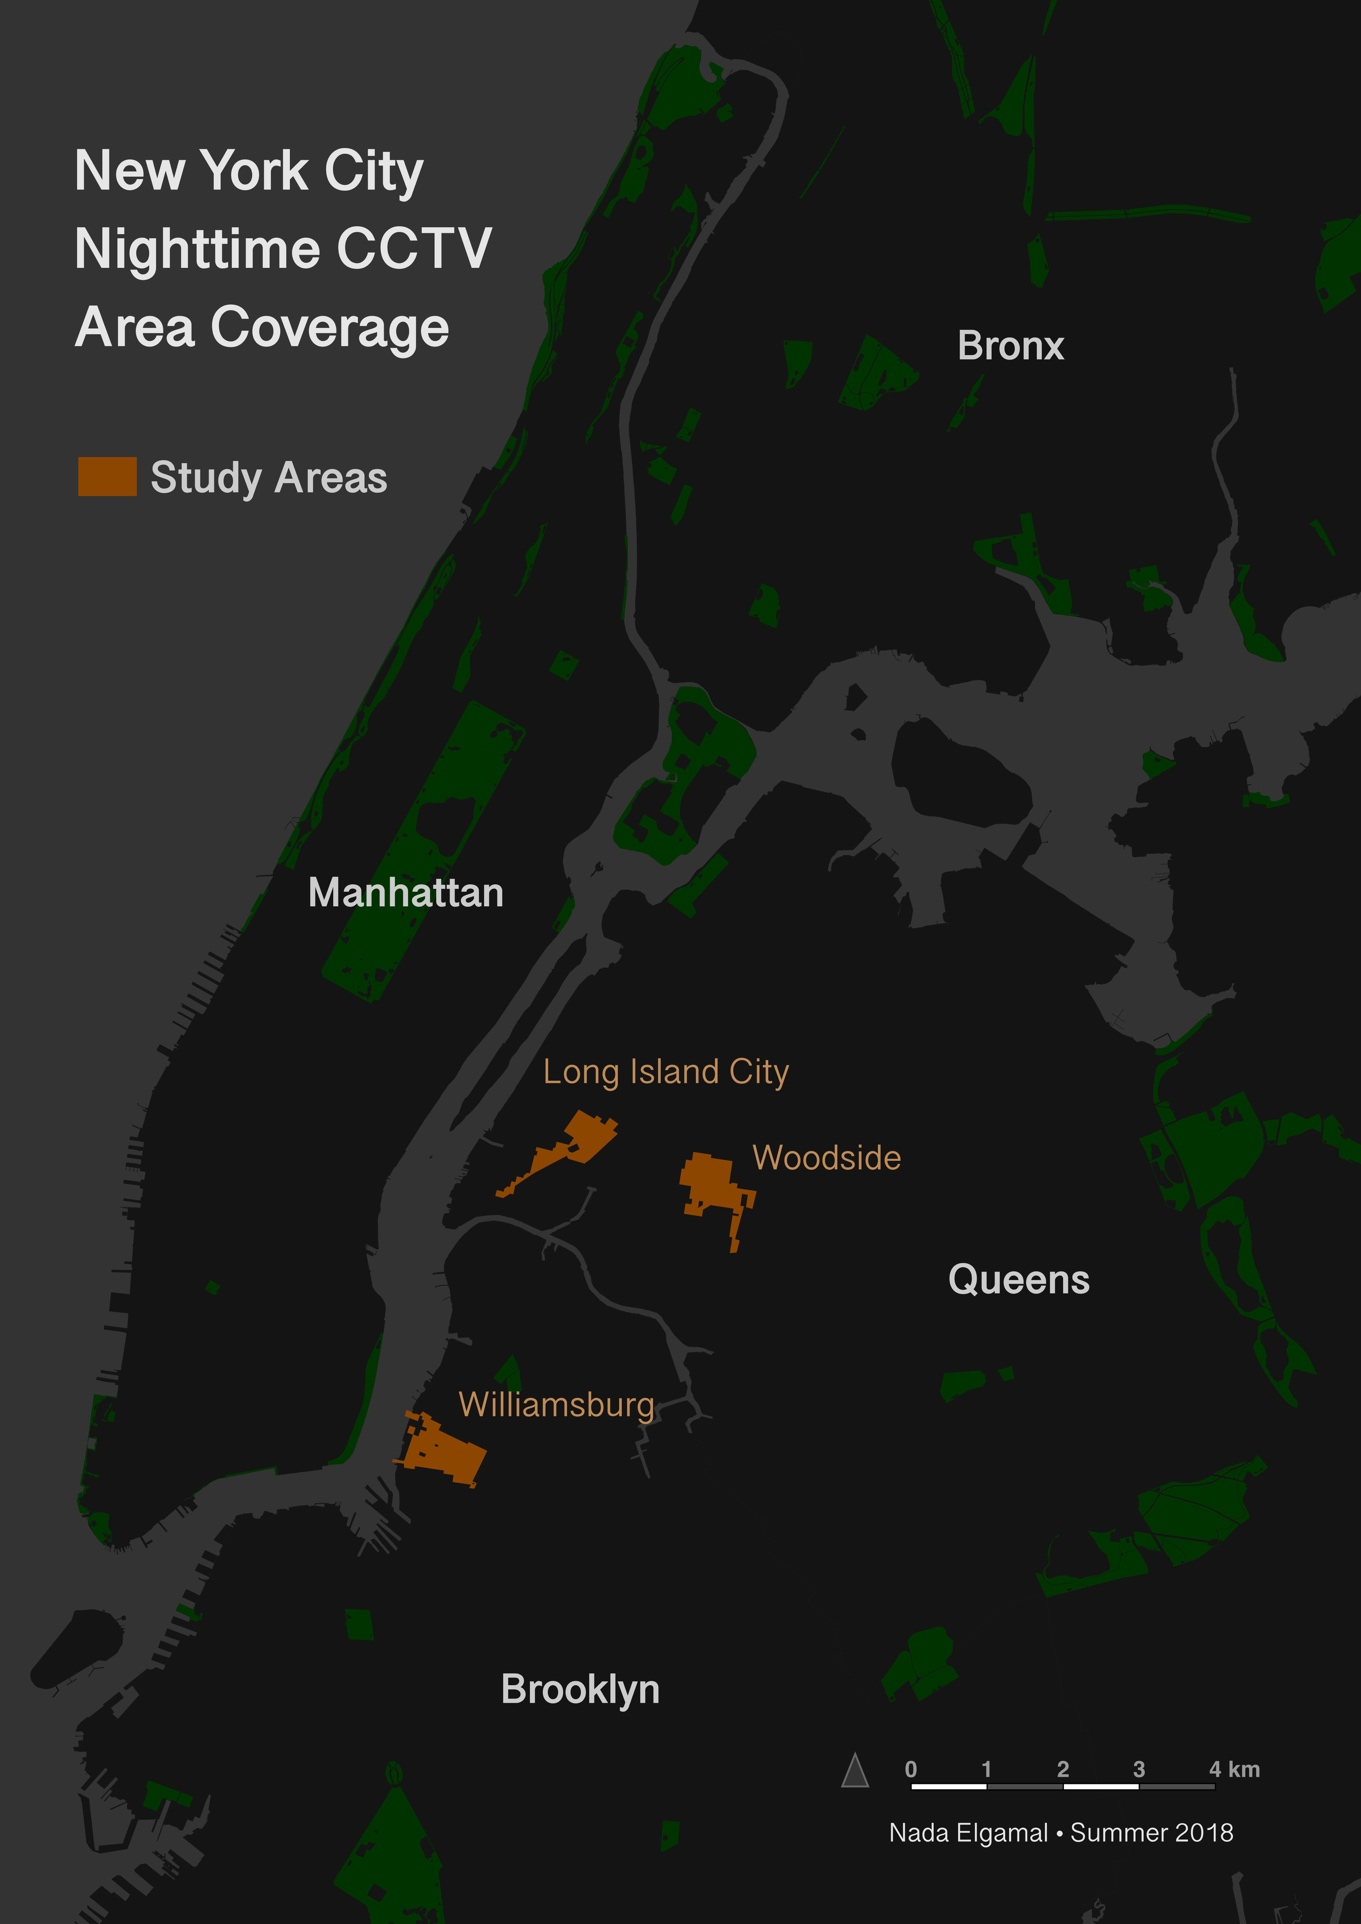 New York City
Nighttime CCTV
Area Coverage
Study Areas
Bronx
Manhattan
Long Island City
Woodside
Queens
Williamsburg
Brooklyn
0 1 2 3 4 km
Nada Elgamal • Summer 2018